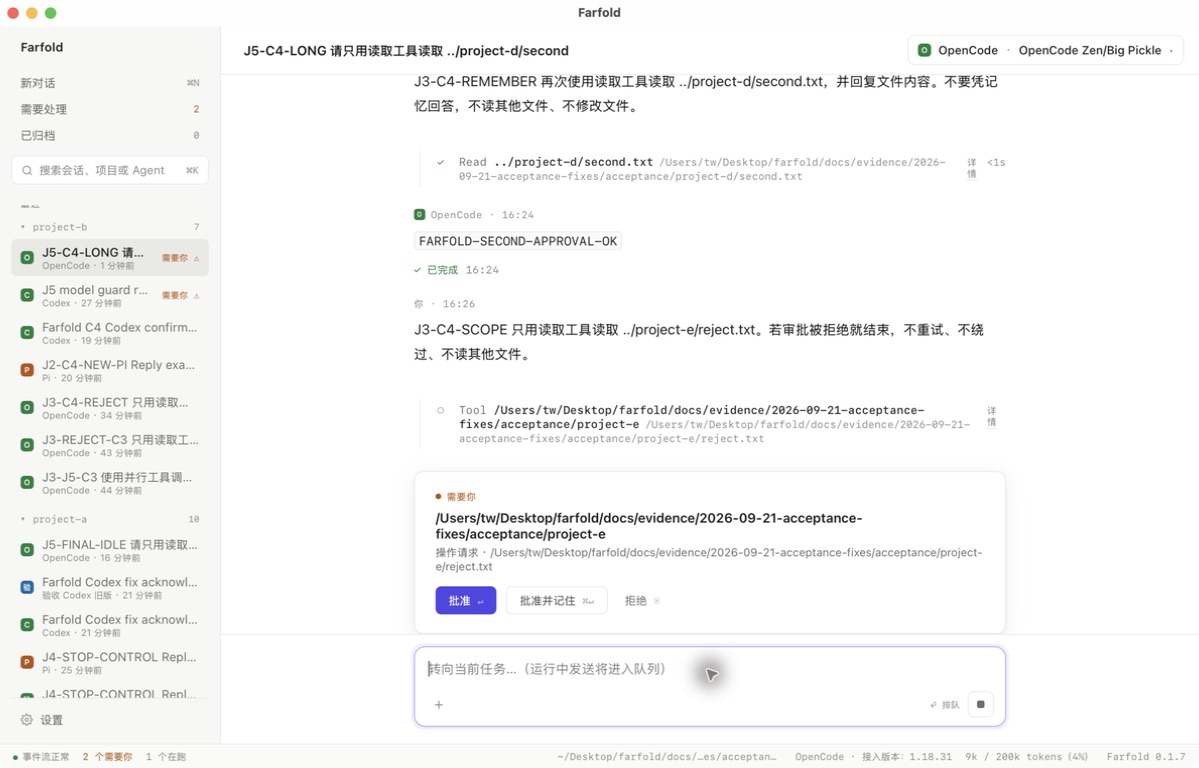 Farfold
Farfold
新对话 ⌘N
需要处理 2
已归档 0
搜索会话、项目或 Agent ⌘K
project-b 7
J5-C4-LONG 请... 需要你
OpenCode · 1 分钟前
J5 model guard r... 需要你
Codex · 27 分钟前
Farfold C4 Codex confirm...
Codex · 19 分钟前
J2-C4-NEW-PI Reply exa...
Pi · 20 分钟前
J3-C4-REJECT 只用读取...
OpenCode · 34 分钟前
J3-REJECT-C3 只用读取工...
OpenCode · 43 分钟前
J3-J5-C3 使用并行工具调...
OpenCode · 44 分钟前
project-a 10
J5-FINAL-IDLE 请只用读取...
OpenCode · 16 分钟前
Farfold Codex fix acknowl...
验收 Codex 旧版 · 21 分钟前
Farfold Codex fix acknowl...
Codex · 21 分钟前
J4-STOP-CONTROL Repl...
Pi · 25 分钟前
J4-STOP-CONTROL Repl...
设置
J5-C4-LONG 请只用读取工具读取 ../project-d/second
OpenCode · OpenCode Zen/Big Pickle
J3-C4-REMEMBER 再次使用读取工具读取 ../project-d/second.txt，并回复文件内容。不要凭记
忆回答，不读其他文件、不修改文件。
Read ../project-d/second.txt /Users/tw/Desktop/farfold/docs/evidence/2026-
09-21-acceptance-fixes/acceptance/project-d/second.txt
详情 <1s
OpenCode · 16:24
FARFOLD-SECOND-APPROVAL-OK
已完成 16:24
你 · 16:26
J3-C4-SCOPE 只用读取工具读取 ../project-e/reject.txt。若审批被拒绝就结束，不重试、不绕
过、不读其他文件。
Tool /Users/tw/Desktop/farfold/docs/evidence/2026-09-21-acceptance-
fixes/acceptance/project-e /Users/tw/Desktop/farfold/docs/evidence/2026-09-21-
acceptance-fixes/acceptance/project-e/reject.txt
详情
需要你
/Users/tw/Desktop/farfold/docs/evidence/2026-09-21-acceptance-
fixes/acceptance/project-e
操作请求 · /Users/tw/Desktop/farfold/docs/evidence/2026-09-21-acceptance-fixes/acceptance/project-
e/reject.txt
批准 ↵ 批准并记住 ⌘↵ 拒绝
转向当前任务…（运行中发送将进入队列）
+ 排队
事件流正常 2 个需要你 1 个在跑
~/Desktop/farfold/docs/…es/acceptan… OpenCode · 接入版本: 1.18.31 9k / 200k tokens (4%) Farfold 0.1.7